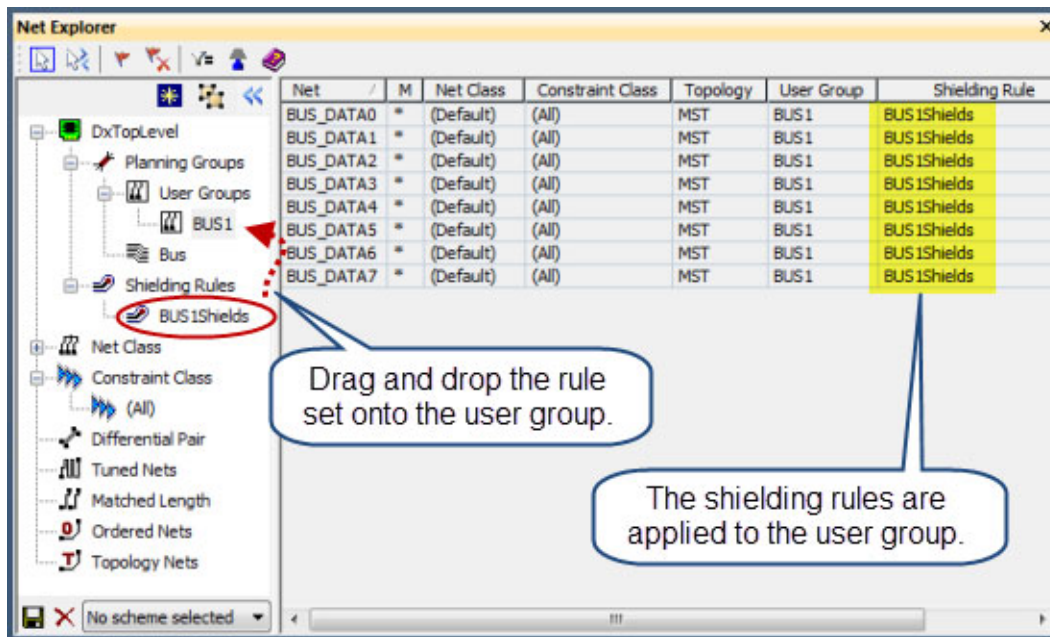 Net Explorer
Net / M Net Class Constraint Class Topology User Group Shielding Rule
BUS_DATA0 * (Default) (All) MST BUS1 BUS1Shields
BUS_DATA1 * (Default) (All) MST BUS1 BUS1Shields
BUS_DATA2 * (Default) (All) MST BUS1 BUS1Shields
BUS_DATA3 * (Default) (All) MST BUS1 BUS1Shields
BUS_DATA4 * (Default) (All) MST BUS1 BUS1Shields
BUS_DATA5 * (Default) (All) MST BUS1 BUS1Shields
BUS_DATA6 * (Default) (All) MST BUS1 BUS1Shields
BUS_DATA7 * (Default) (All) MST BUS1 BUS1Shields
DxTopLevel
Planning Groups
User Groups
BUS1
Bus
Shielding Rules
BUS1Shields
Net Class
Constraint Class
(All)
Differential Pair
Tuned Nets
Matched Length
Ordered Nets
Topology Nets
No scheme selected
Drag and drop the rule
set onto the user group.
The shielding rules are
applied to the user group.